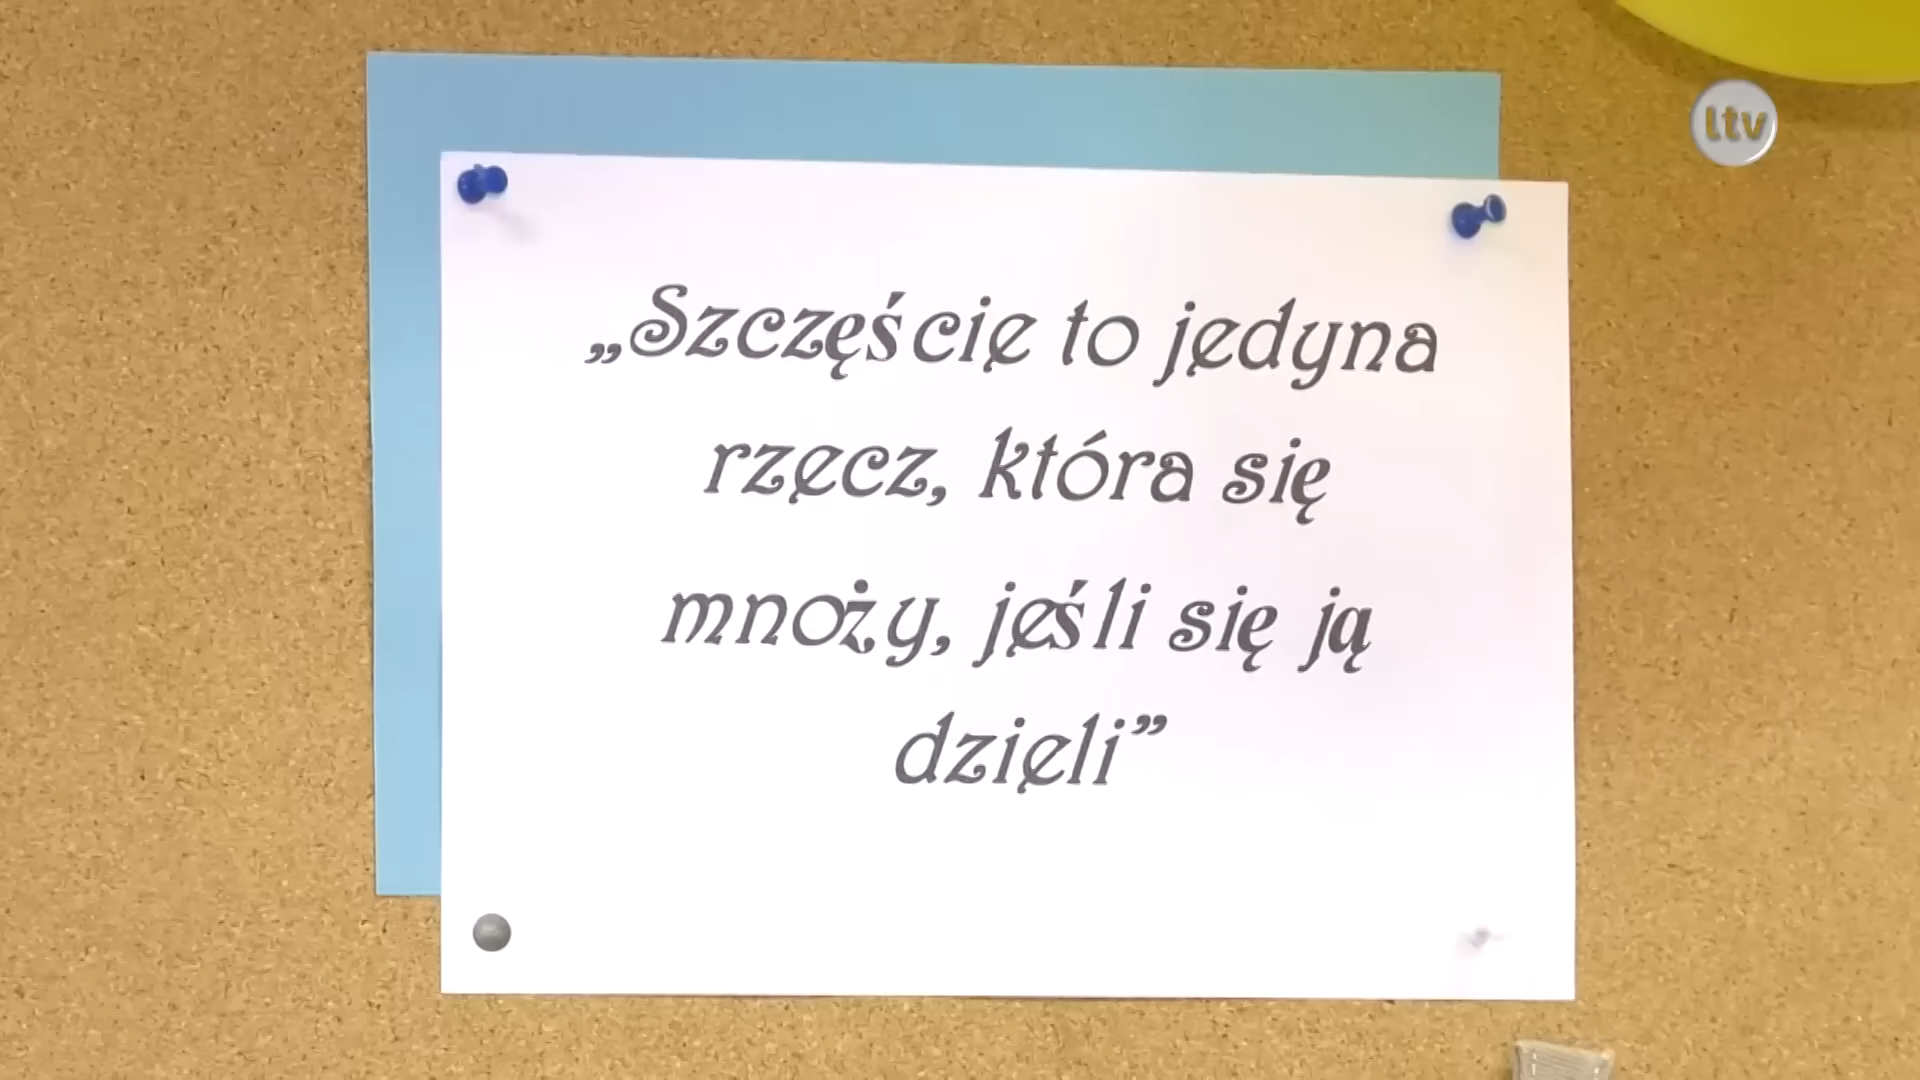 ltv
„Szczęście to jedyna
rzecz, która się
mnoży, jeśli się ją
dzieli”